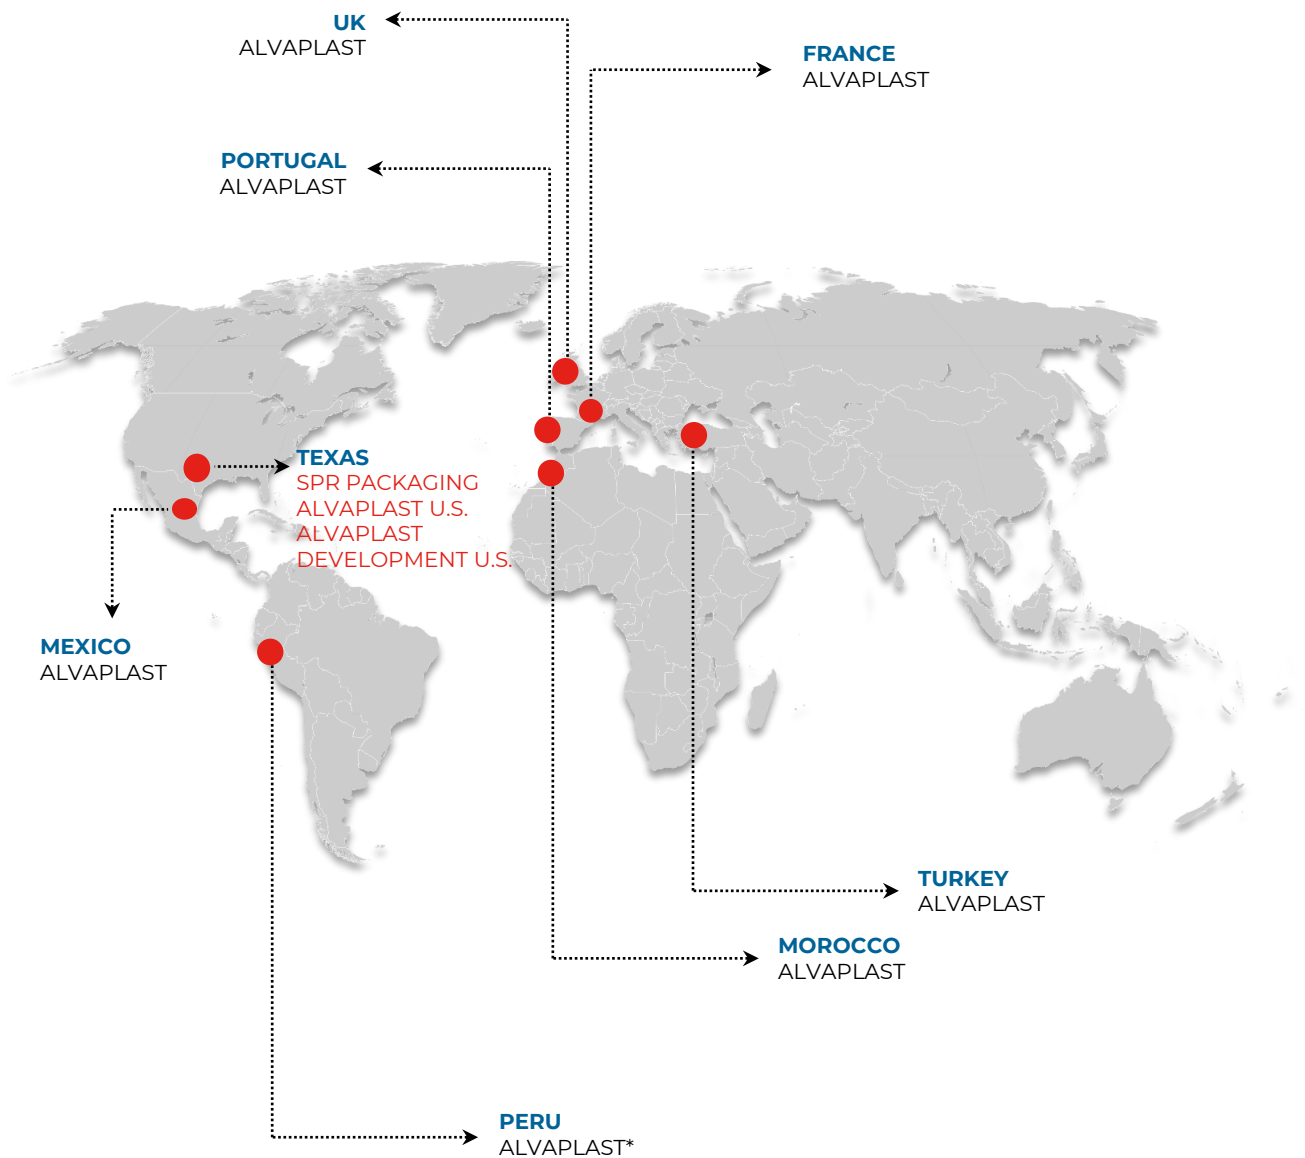 UK
ALVAPLAST
FRANCE
ALVAPLAST
PORTUGAL
ALVAPLAST
TEXAS
SPR PACKAGING
ALVAPLAST U.S.
ALVAPLAST
DEVELOPMENT U.S.
MEXICO
ALVAPLAST
TURKEY
ALVAPLAST
MOROCCO
ALVAPLAST
PERU
ALVAPLAST*